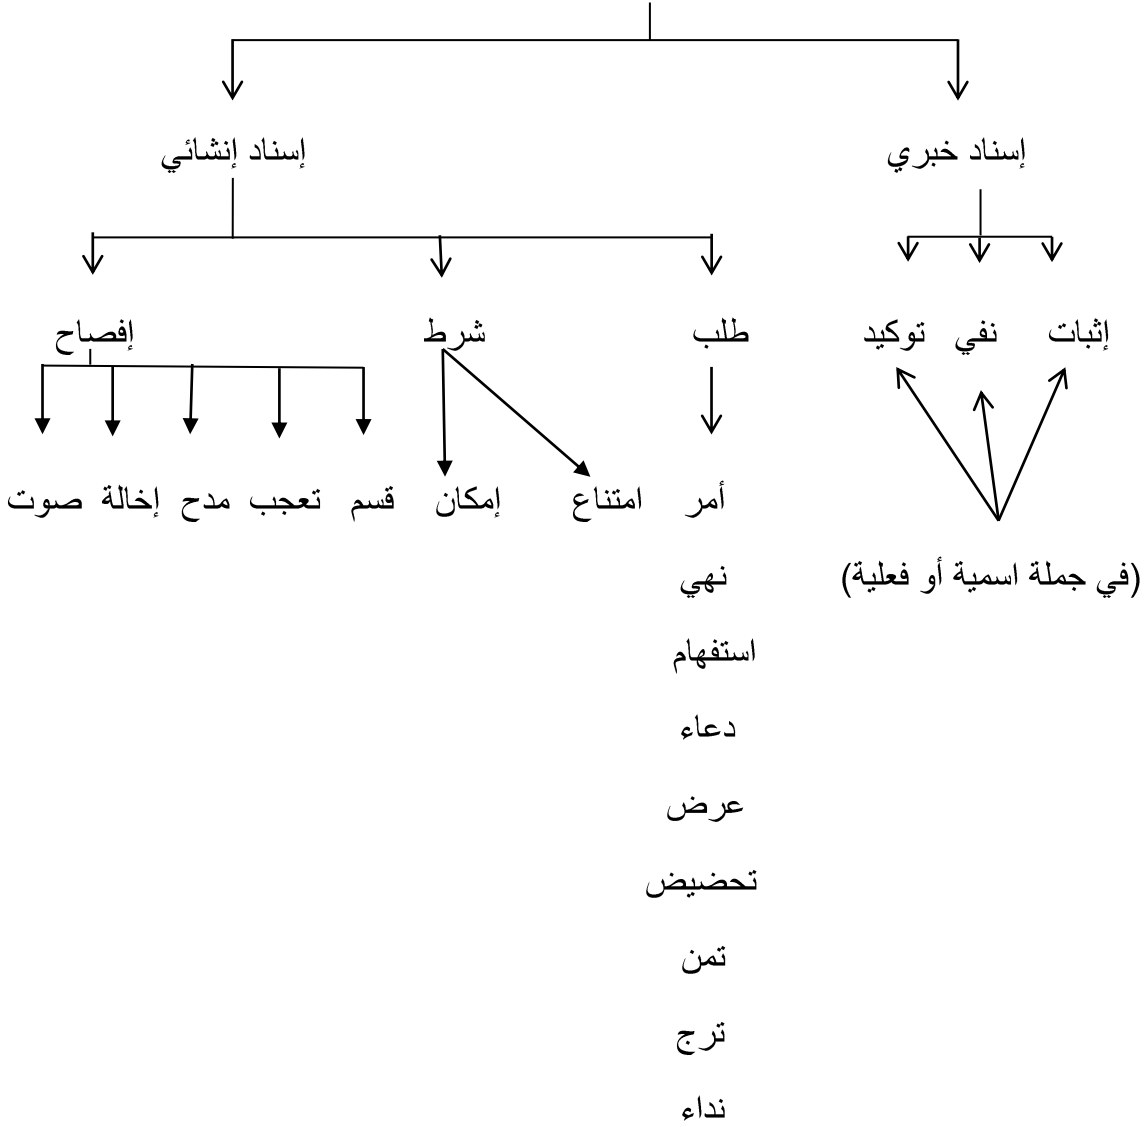 إسناد خبري إسناد إنشائي
إثبات نفي توكيد طلب شرط إفصاح
أمر امتناع إمكان قسم تعجب مدح إخالة صوت
(في جملة اسمية أو فعلية) نهي
استفهام
دعاء
عرض
تحضيض
تمن
ترج
نداء